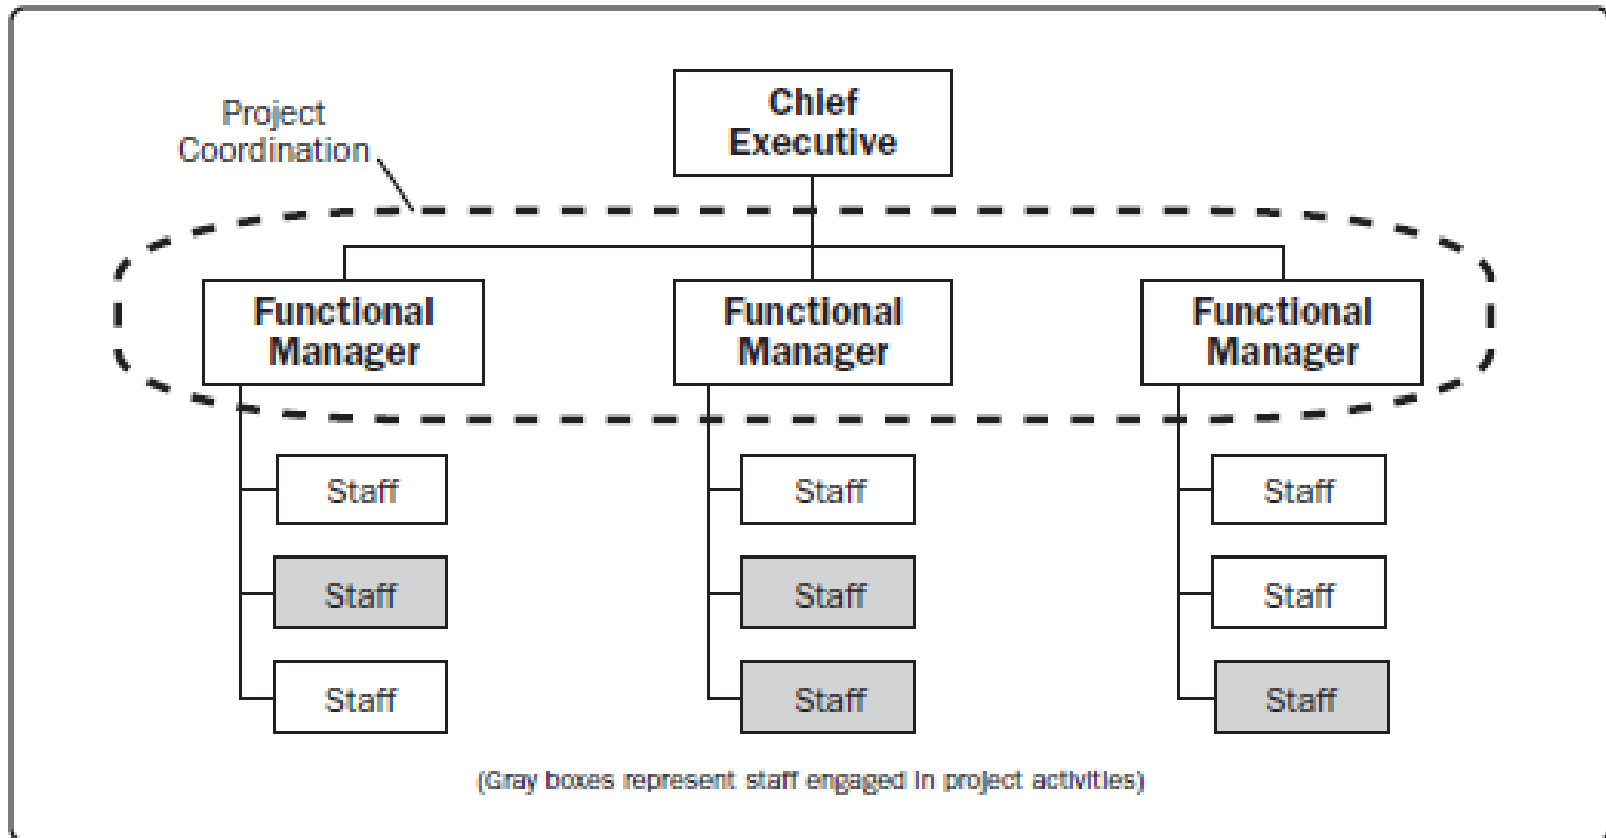 Project
Coordination
Chief
Executive
Functional
Manager
Functional
Manager
Functional
Manager
Staff
Staff
Staff
Staff
Staff
Staff
Staff
Staff
Staff
(Gray boxes represent staff engaged in project activities)